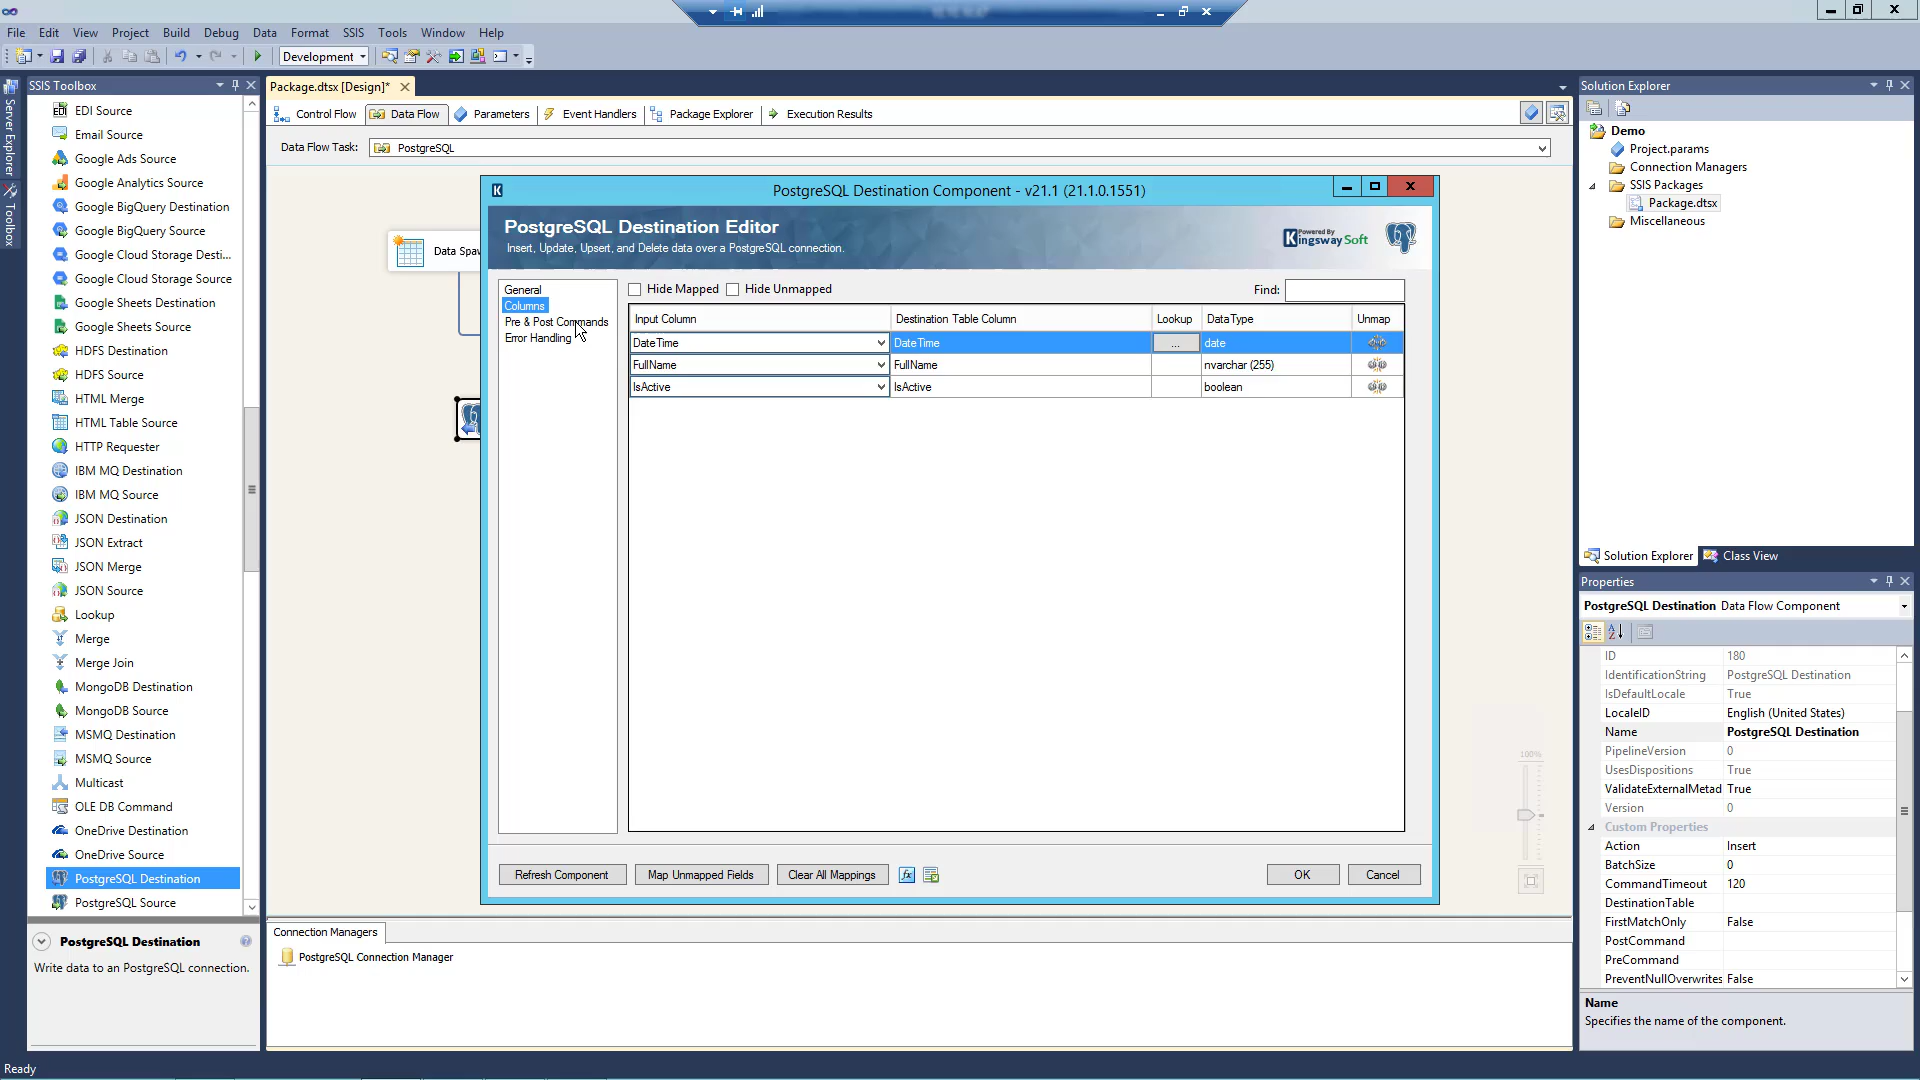 File Edit View Project Build Debug Data Format SSIS Tools Window Help
Development
SSIS Toolbox
Package.dtsx [Design]*
Solution Explorer
Server Explorer
Toolbox
EDI Source
Email Source
Google Ads Source
Google Analytics Source
Google BigQuery Destination
Google BigQuery Source
Google Cloud Storage Desti...
Google Cloud Storage Source
Google Sheets Destination
Google Sheets Source
HDFS Destination
HDFS Source
HTML Merge
HTML Table Source
HTTP Requester
IBM MQ Destination
IBM MQ Source
JSON Destination
JSON Extract
JSON Merge
JSON Source
Lookup
Merge
Merge Join
MongoDB Destination
MongoDB Source
MSMQ Destination
MSMQ Source
Multicast
OLE DB Command
OneDrive Destination
OneDrive Source
PostgreSQL Destination
PostgreSQL Source
PostgreSQL Destination
Write data to an PostgreSQL connection.
Control Flow Data Flow Parameters Event Handlers Package Explorer Execution Results
Data Flow Task: PostgreSQL
Data Spaw
PostgreSQL Destination Component - v21.1 (21.1.0.1551)
PostgreSQL Destination Editor
Insert, Update, Upsert, and Delete data over a PostgreSQL connection.
Powered By
KingswaySoft
General
Columns
Pre & Post Commands
Error Handling
Hide Mapped Hide Unmapped Find:
Input Column Destination Table Column Lookup DataType Unmap
DateTime DateTime ... date
FullName FullName nvarchar (255)
IsActive IsActive boolean
Refresh Component Map Unmapped Fields Clear All Mappings fx OK Cancel
100%
Connection Managers
PostgreSQL Connection Manager
Demo
Project.params
Connection Managers
SSIS Packages
Package.dtsx
Miscellaneous
Solution Explorer Class View
Properties
PostgreSQL Destination Data Flow Component
ID 180
IdentificationString PostgreSQL Destination
IsDefaultLocale True
LocaleID English (United States)
Name PostgreSQL Destination
PipelineVersion 0
UsesDispositions True
ValidateExternalMetad True
Version 0
Custom Properties
Action Insert
BatchSize 0
CommandTimeout 120
DestinationTable
FirstMatchOnly False
PostCommand
PreCommand
PreventNullOverwrites False
Name
Specifies the name of the component.
Ready